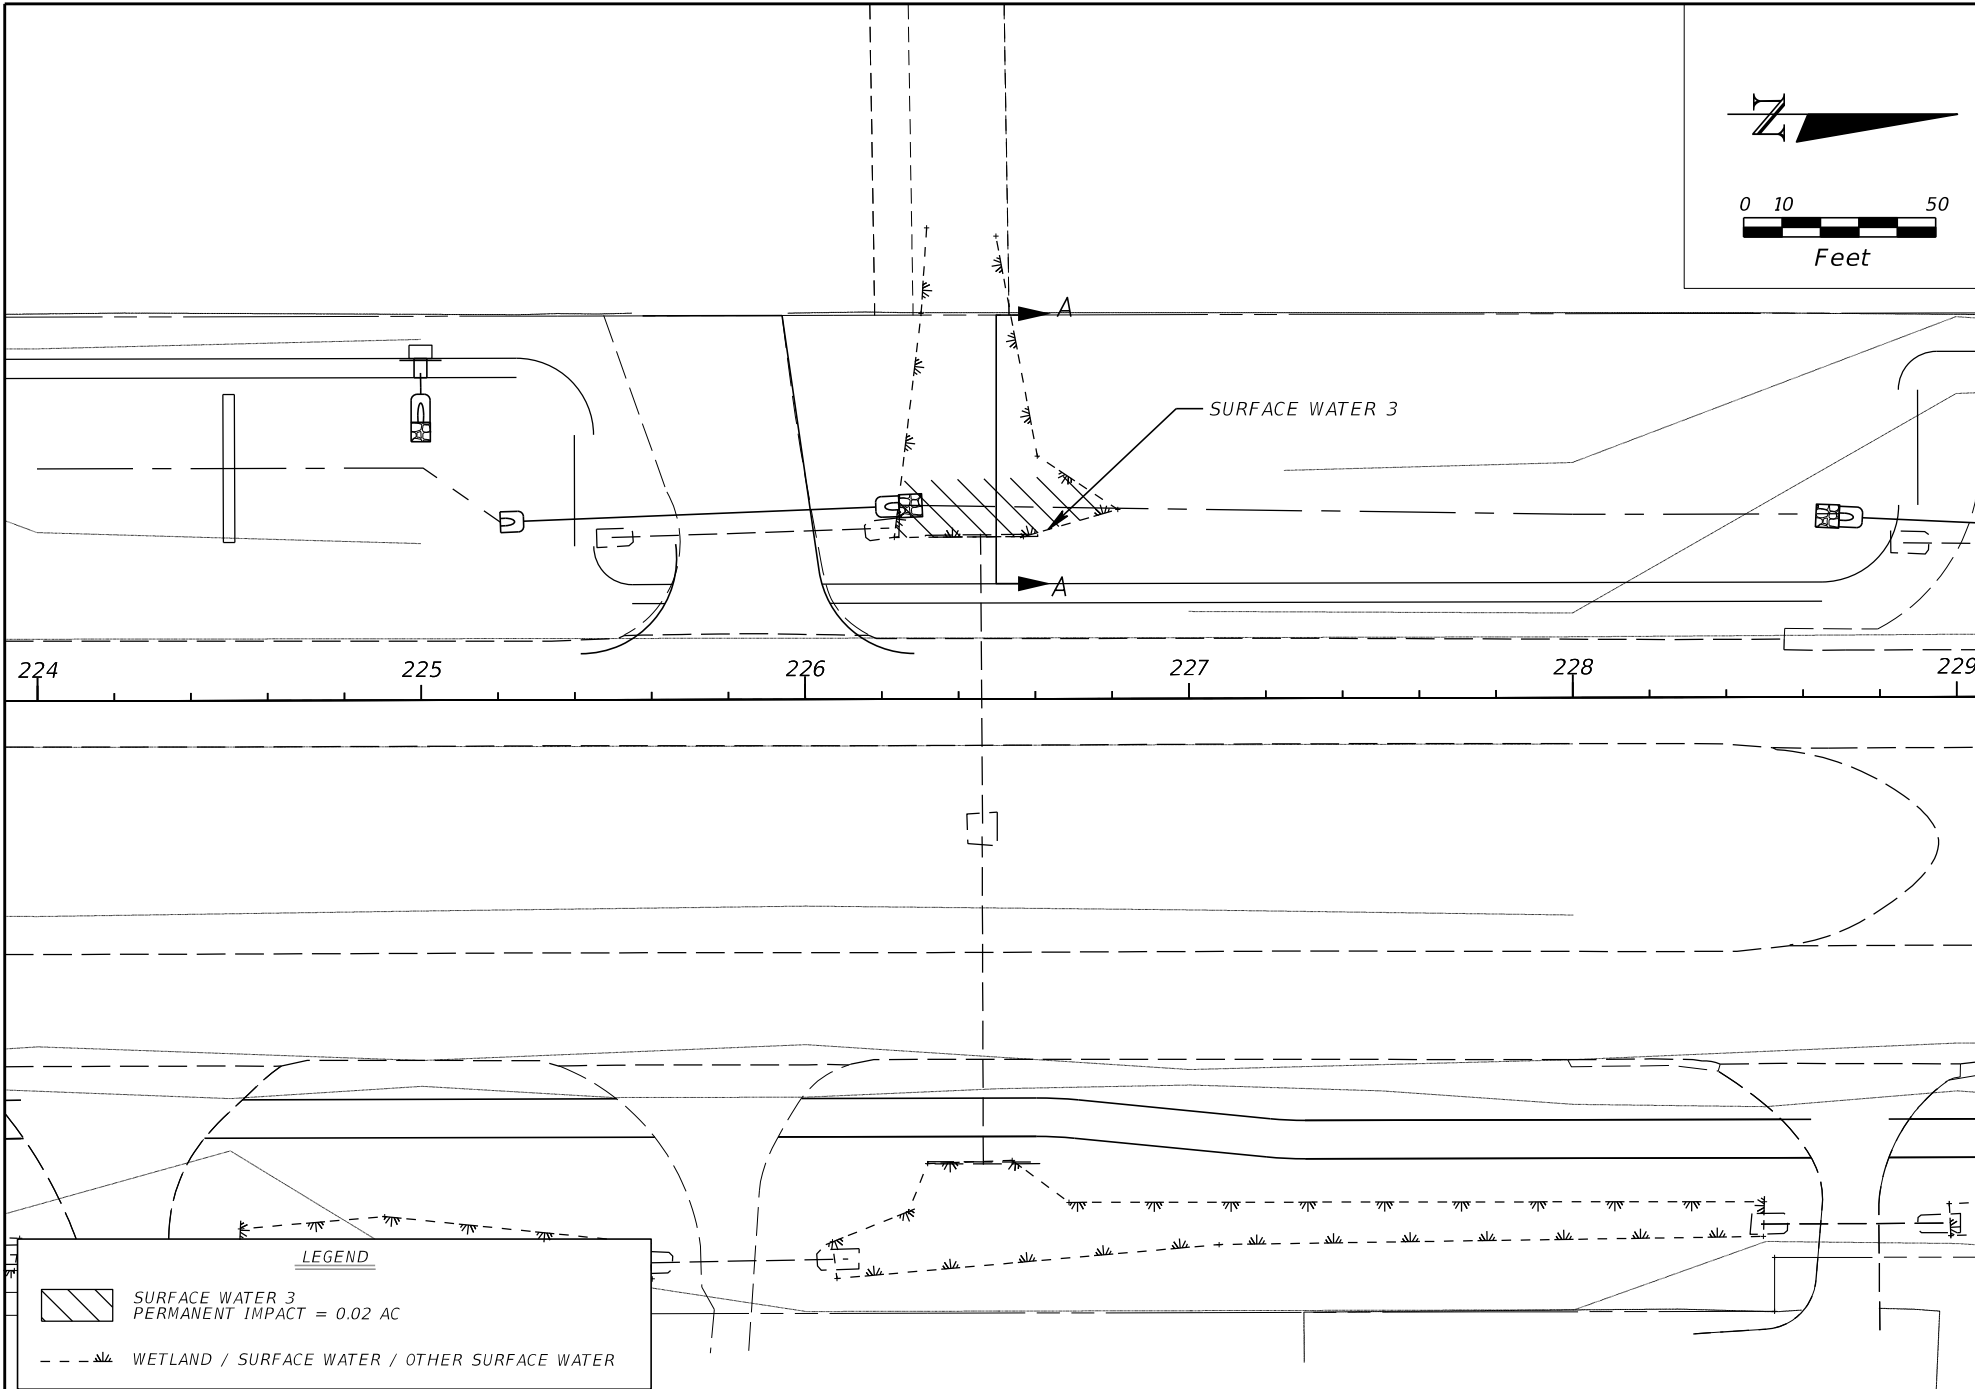 N
0 10 50
Feet
A
SURFACE WATER 3
A
224 225 226 227 228 229
LEGEND
SURFACE WATER 3
PERMANENT IMPACT = 0.02 AC
WETLAND / SURFACE WATER / OTHER SURFACE WATER